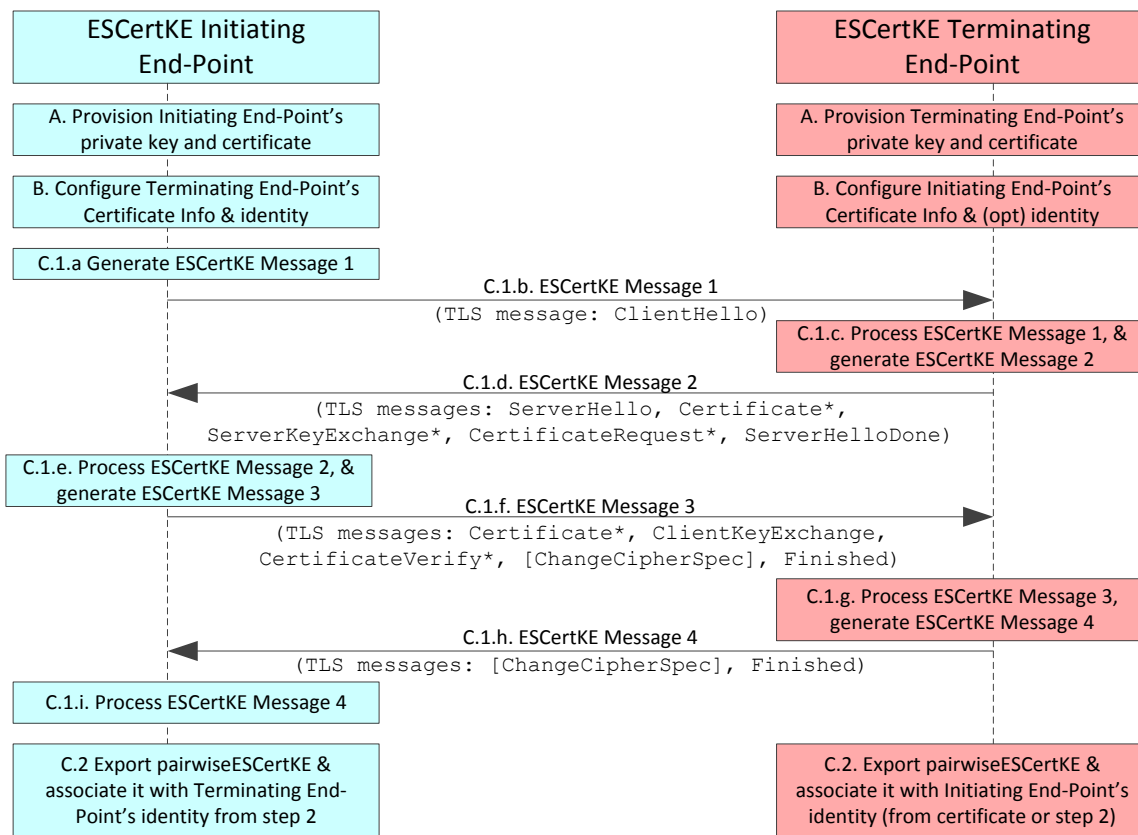 ESCertKE Initiating
End-Point
ESCertKE Terminating
End-Point
A. Provision Initiating End-Point's
private key and certificate
A. Provision Terminating End-Point's
private key and certificate
B. Configure Terminating End-Point's
Certificate Info & identity
B. Configure Initiating End-Point's
Certificate Info & (opt) identity
C.1.a Generate ESCertKE Message 1
C.1.b. ESCertKE Message 1
(TLS message: ClientHello)
C.1.c. Process ESCertKE Message 1, &
generate ESCertKE Message 2
C.1.d. ESCertKE Message 2
(TLS messages: ServerHello, Certificate*,
ServerKeyExchange*, CertificateRequest*, ServerHelloDone)
C.1.e. Process ESCertKE Message 2, &
generate ESCertKE Message 3
C.1.f. ESCertKE Message 3
(TLS messages: Certificate*, ClientKeyExchange,
CertificateVerify*, [ChangeCipherSpec], Finished)
C.1.g. Process ESCertKE Message 3,
generate ESCertKE Message 4
C.1.h. ESCertKE Message 4
(TLS messages: [ChangeCipherSpec], Finished)
C.1.i. Process ESCertKE Message 4
C.2 Export pairwiseESCertKE &
associate it with Terminating End-
Point's identity from step 2
C.2. Export pairwiseESCertKE &
associate it with Initiating End-Point's
identity (from certificate or step 2)